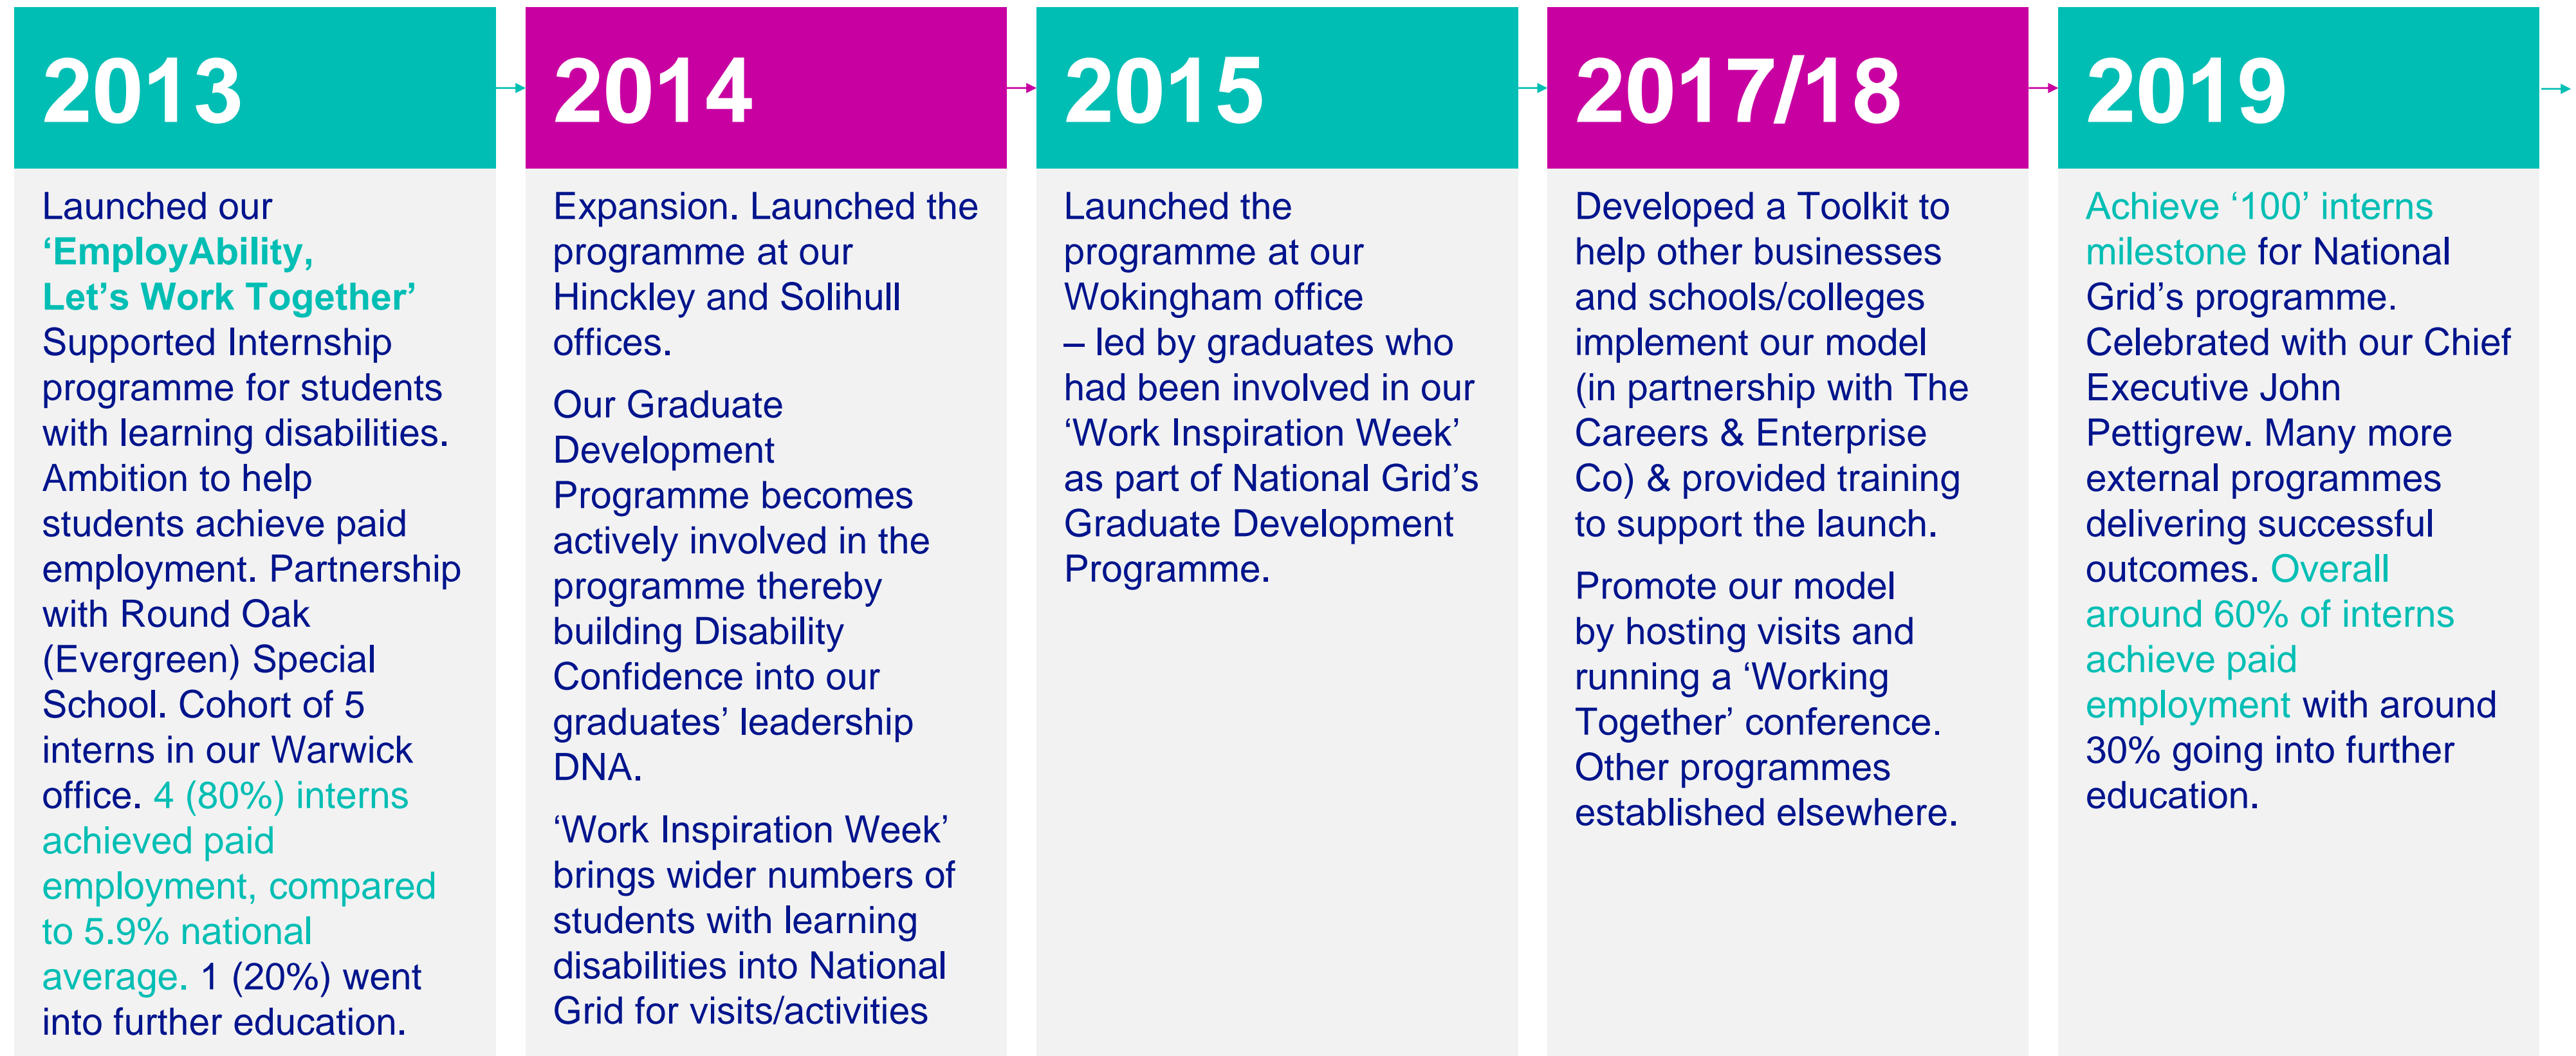 2013
Launched our
‘EmployAbility,
Let’s Work Together’
Supported Internship
programme for students
with learning disabilities.
Ambition to help
students achieve paid
employment. Partnership
with Round Oak
(Evergreen) Special
School. Cohort of 5
interns in our Warwick
office. 4 (80%) interns
achieved paid
employment, compared
to 5.9% national
average. 1 (20%) went
into further education.
2014
Expansion. Launched the
programme at our
Hinckley and Solihull
offices.
Our Graduate
Development
Programme becomes
actively involved in the
programme thereby
building Disability
Confidence into our
graduates’ leadership
DNA.
‘Work Inspiration Week’
brings wider numbers of
students with learning
disabilities into National
Grid for visits/activities
2015
Launched the
programme at our
Wokingham office
– led by graduates who
had been involved in our
‘Work Inspiration Week’
as part of National Grid’s
Graduate Development
Programme.
2017/18
Developed a Toolkit to
help other businesses
and schools/colleges
implement our model
(in partnership with The
Careers & Enterprise
Co) & provided training
to support the launch.
Promote our model
by hosting visits and
running a ‘Working
Together’ conference.
Other programmes
established elsewhere.
2019
Achieve ‘100’ interns
milestone for National
Grid’s programme.
Celebrated with our Chief
Executive John
Pettigrew. Many more
external programmes
delivering successful
outcomes. Overall
around 60% of interns
achieve paid
employment with around
30% going into further
education.